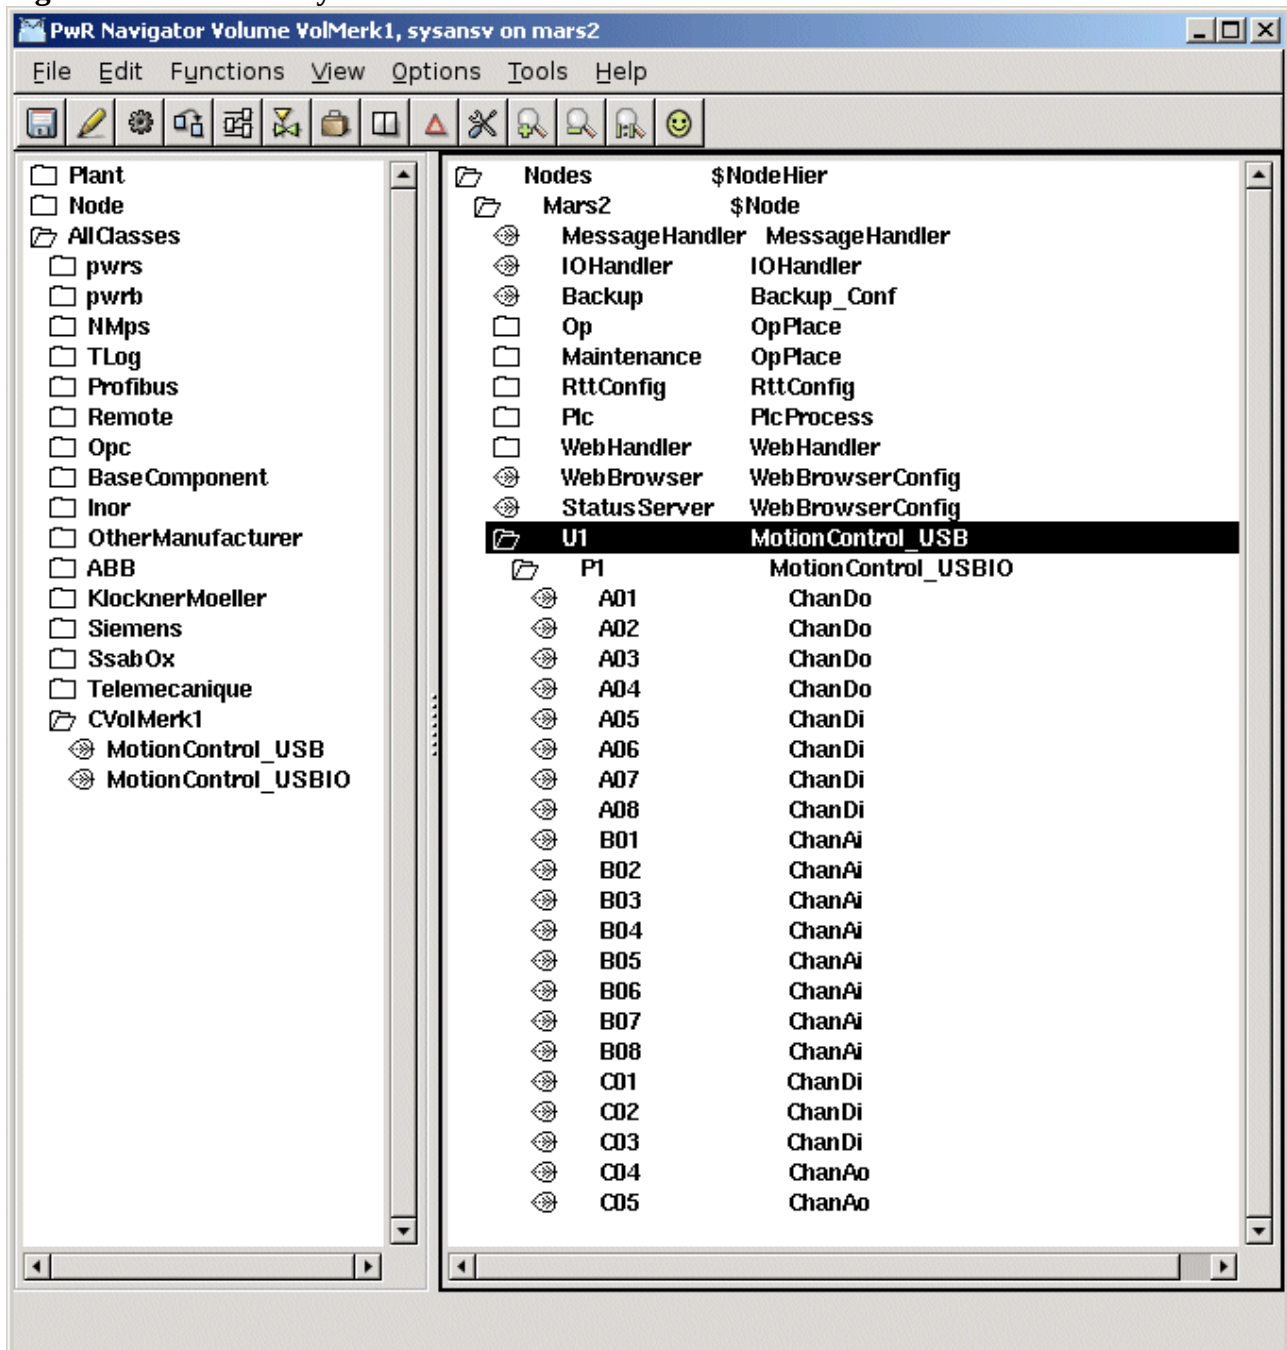 PwR Navigator Volume VolMerk1, sysansv on mars2
File Edit Functions View Options Tools Help
Plant
Node
AllClasses
pwrs
pwrb
NMps
TLog
Profibus
Remote
Opc
BaseComponent
Inor
OtherManufacturer
ABB
KlocknerMoeller
Siemens
SsabOx
Telemecanique
CVolMerk1
MotionControl_USB
MotionControl_USBIO
Nodes $NodeHier
Mars2 $Node
MessageHandler MessageHandler
IOHandler IOHandler
Backup Backup_Conf
Op OpPlace
Maintenance OpPlace
RttConfig RttConfig
Plc PlcProcess
WebHandler WebHandler
WebBrowser WebBrowserConfig
StatusServer WebBrowserConfig
U1 MotionControl_USB
P1 MotionControl_USBIO
A01 ChanDo
A02 ChanDo
A03 ChanDo
A04 ChanDo
A05 ChanDi
A06 ChanDi
A07 ChanDi
A08 ChanDi
B01 ChanAi
B02 ChanAi
B03 ChanAi
B04 ChanAi
B05 ChanAi
B06 ChanAi
B07 ChanAi
B08 ChanAi
C01 ChanDi
C02 ChanDi
C03 ChanDi
C04 ChanAo
C05 ChanAo